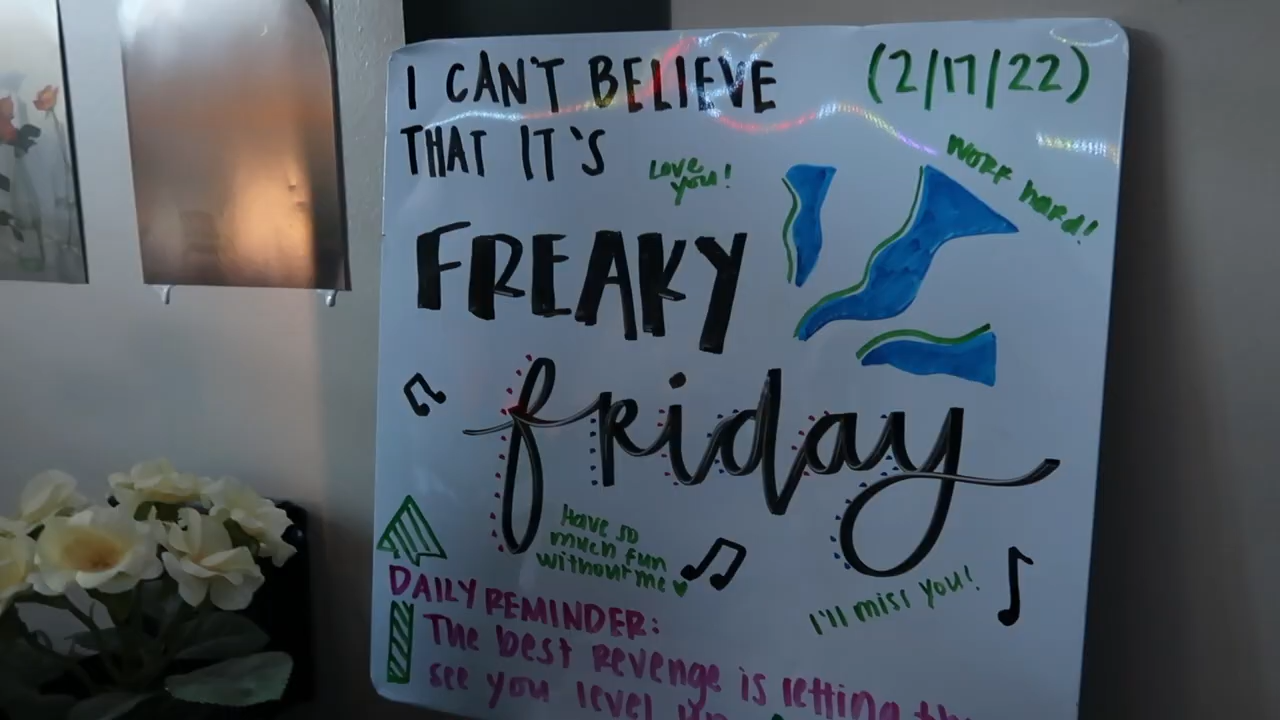 I CAN'T BELIEVE
(2/17/22)
THAT IT'S
Love
you!
WORK hard!
FREAKY
friday
Have so
much fun
without me
I'll miss you!
DAILY REMINDER:
The best revenge is letting
see you level up